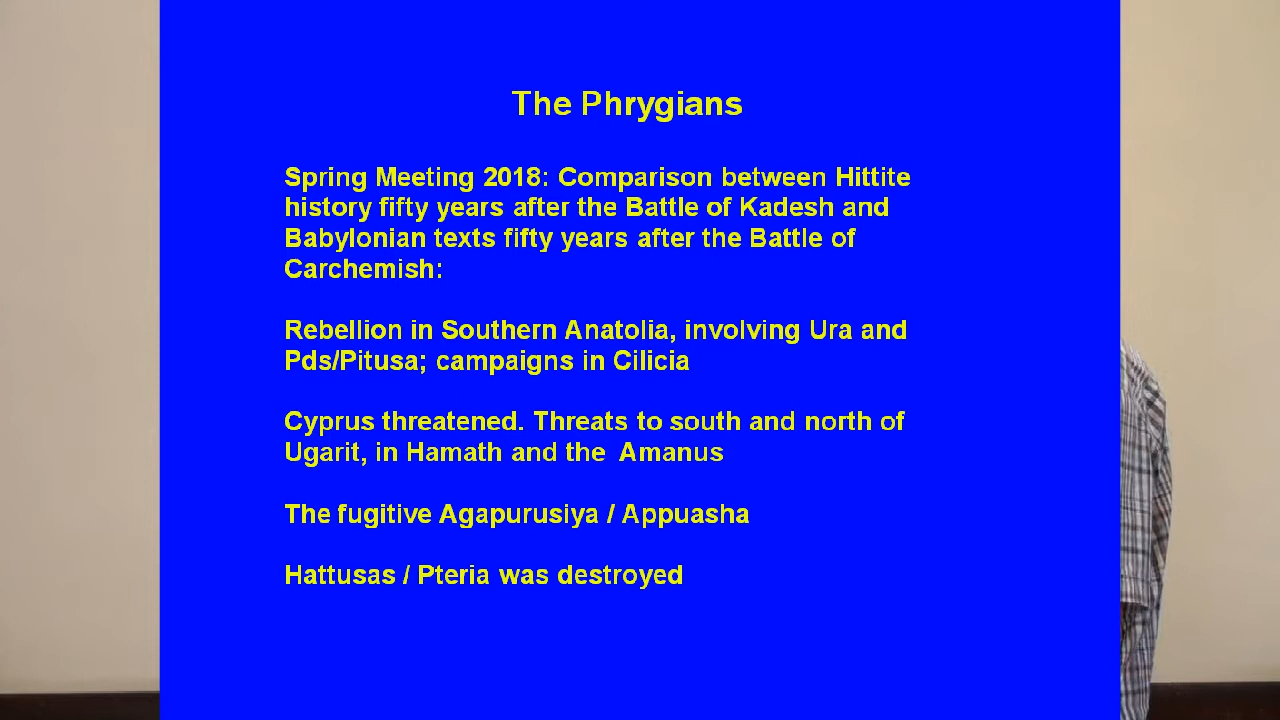 The Phrygians
Spring Meeting 2018: Comparison between Hittite
history fifty years after the Battle of Kadesh and
Babylonian texts fifty years after the Battle of
Carchemish:
Rebellion in Southern Anatolia, involving Ura and
Pds/Pitusa; campaigns in Cilicia
Cyprus threatened. Threats to south and north of
Ugarit, in Hamath and the Amanus
The fugitive Agapurusiya / Appuasha
Hattusas / Pteria was destroyed